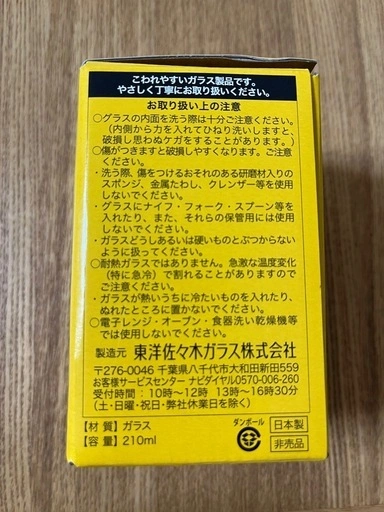 こわれやすいガラス製品です。
やさしく丁寧にお取り扱いください。
お取り扱い上の注意
○グラスの内面を洗う際は十分ご注意ください。
(内側から力を入れてひねり洗いしますと、
破損し思わぬケガをすることがあります。)
○傷がつきますと破損しやすくなります。ご注意
ください。
・洗う際、傷をつけるおそれのある研磨材入りの
スポンジ、金属たわし、クレンザー等を使用
しないでください。
・グラスにナイフ・フォーク・スプーン等を
入れたり、また、それらの保管用には使用
しないでください。
・ガラスどうしあるいは硬いものとぶつからない
ように扱ってください。
○耐熱ガラスではありません。急激な温度変化
(特に急冷)で割れることがありますので
ご注意ください。
・ガラスが熱いうちに冷たいものを入れたり、
ぬれたところに置かないでください。
○電子レンジ・オーブン・食器洗い乾燥機等
では使用しないでください。
製造元 東洋佐々木ガラス株式会社
〒276-0046 千葉県八千代市大和田新田559
お客様サービスセンター ナビダイヤル0570-006-260
受付時間:10時〜12時 13時〜16時30分
(土・日曜・祝日・弊社休業日を除く)
【材 質】ガラス
【容 量】210ml
ダンボール
日本製
非売品